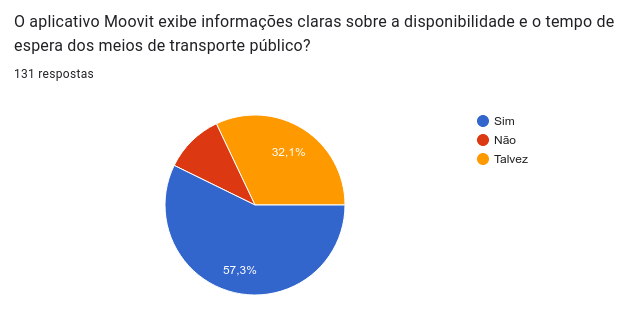 O aplicativo Moovit exibe informações claras sobre a disponibilidade e o tempo de
espera dos meios de transporte público?
131 respostas
Sim
Não
Talvez
32,1%
57,3%